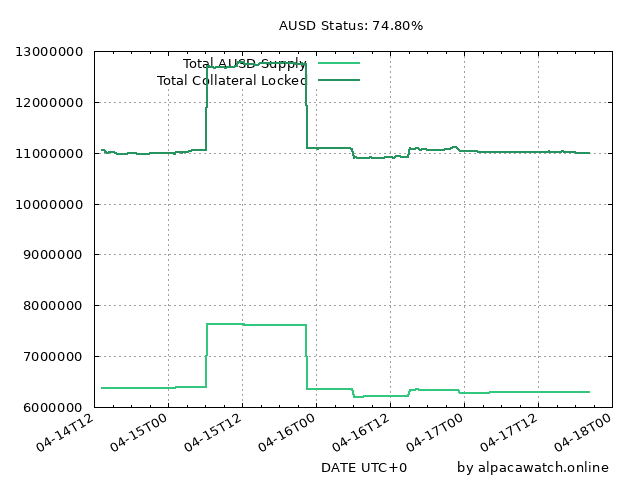 AUSD Status: 74.80%
13000000
Total AUSD Supply
Total Collateral Locked
12000000
11000000
10000000
9000000
8000000
7000000
6000000
04-14T12 04-15T00 04-15T12 04-16T00 04-16T12 04-17T00 04-17T12 04-18T00
DATE UTC+0 by alpacawatch.online